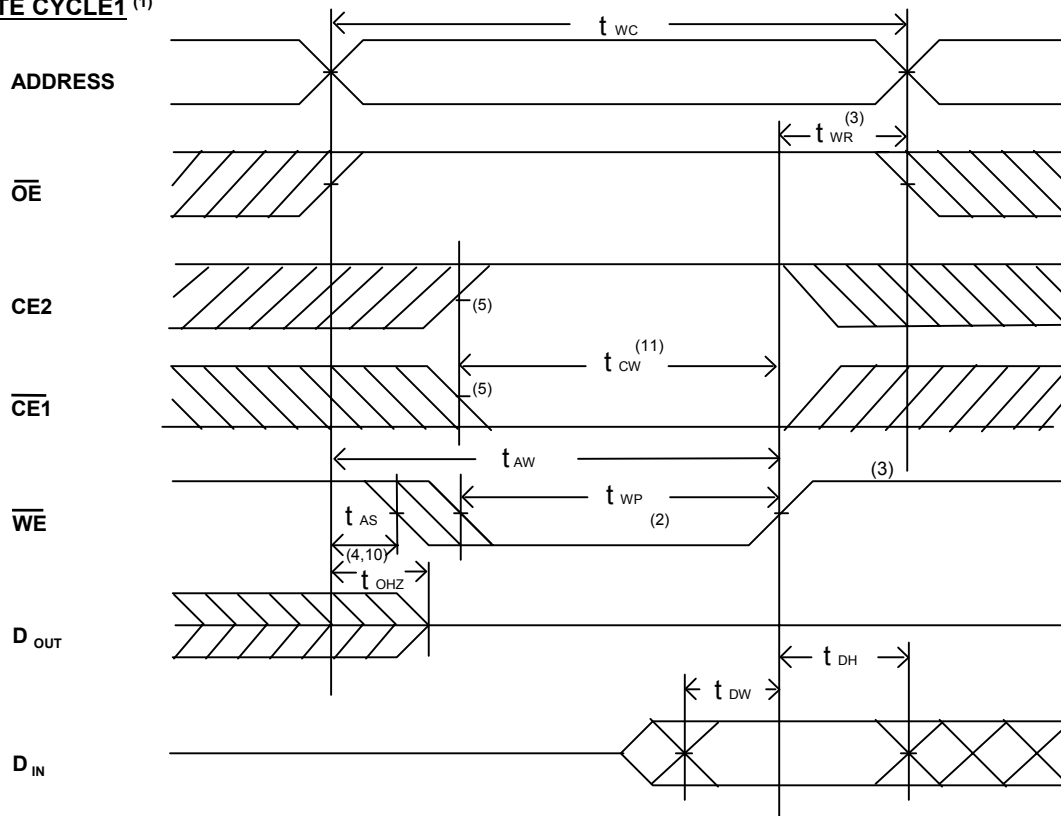 TE CYCLE1 (1)
t WC
ADDRESS
t WR (3)
OE
CE2
(5)
t CW (11)
CE1
(5)
t AW
(3)
WE
t WP
(2)
t AS
(4,10)
t OHZ
D OUT
t DH
t DW
D IN